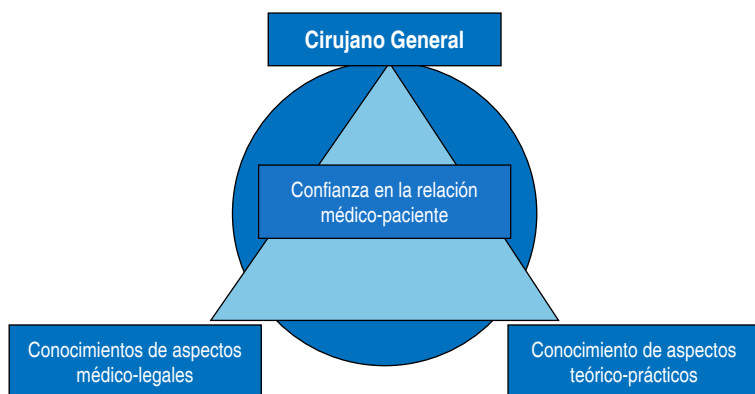 Cirujano General
Confianza en la relación
médico-paciente
Conocimientos de aspectos
médico-legales
Conocimiento de aspectos
teórico-prácticos